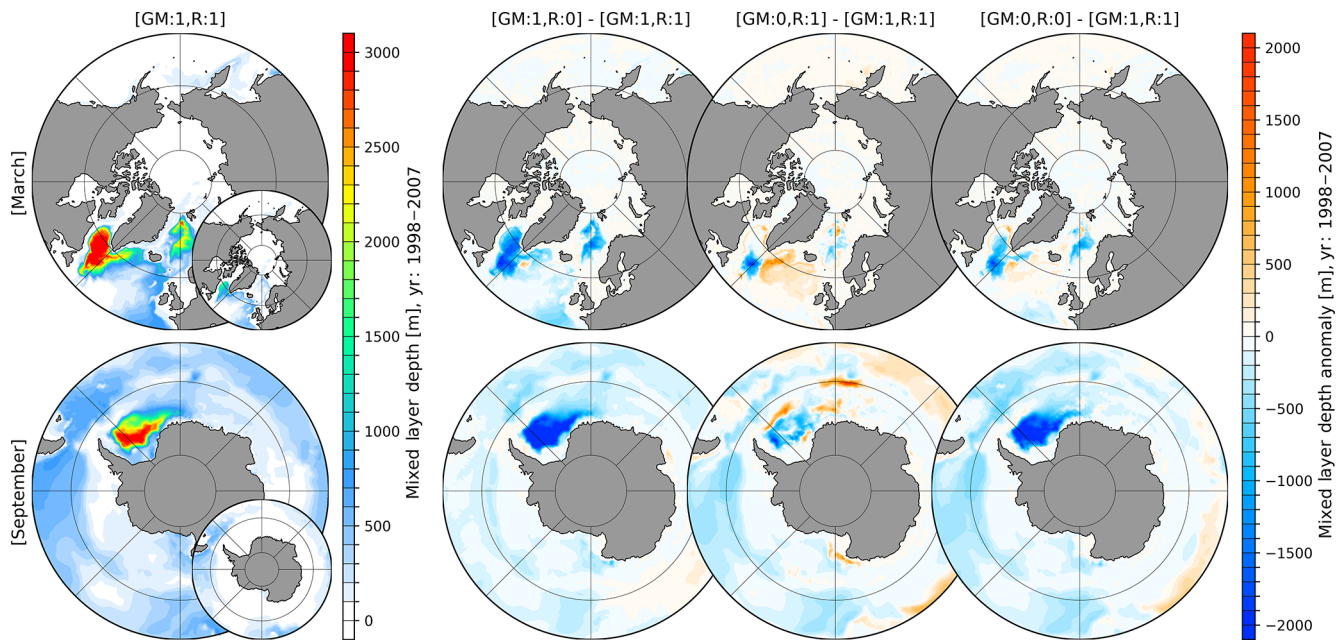 [GM:1,R:1]
[GM:1,R:0] - [GM:1,R:1]
[GM:0,R:1] - [GM:1,R:1]
[GM:0,R:0] - [GM:1,R:1]
[March]
[September]
3000
2500
2000
1500
1000
500
0
Mixed layer depth [m], yr: 1998−2007
2000
1500
1000
500
0
−500
−1000
−1500
−2000
Mixed layer depth anomaly [m], yr: 1998−2007